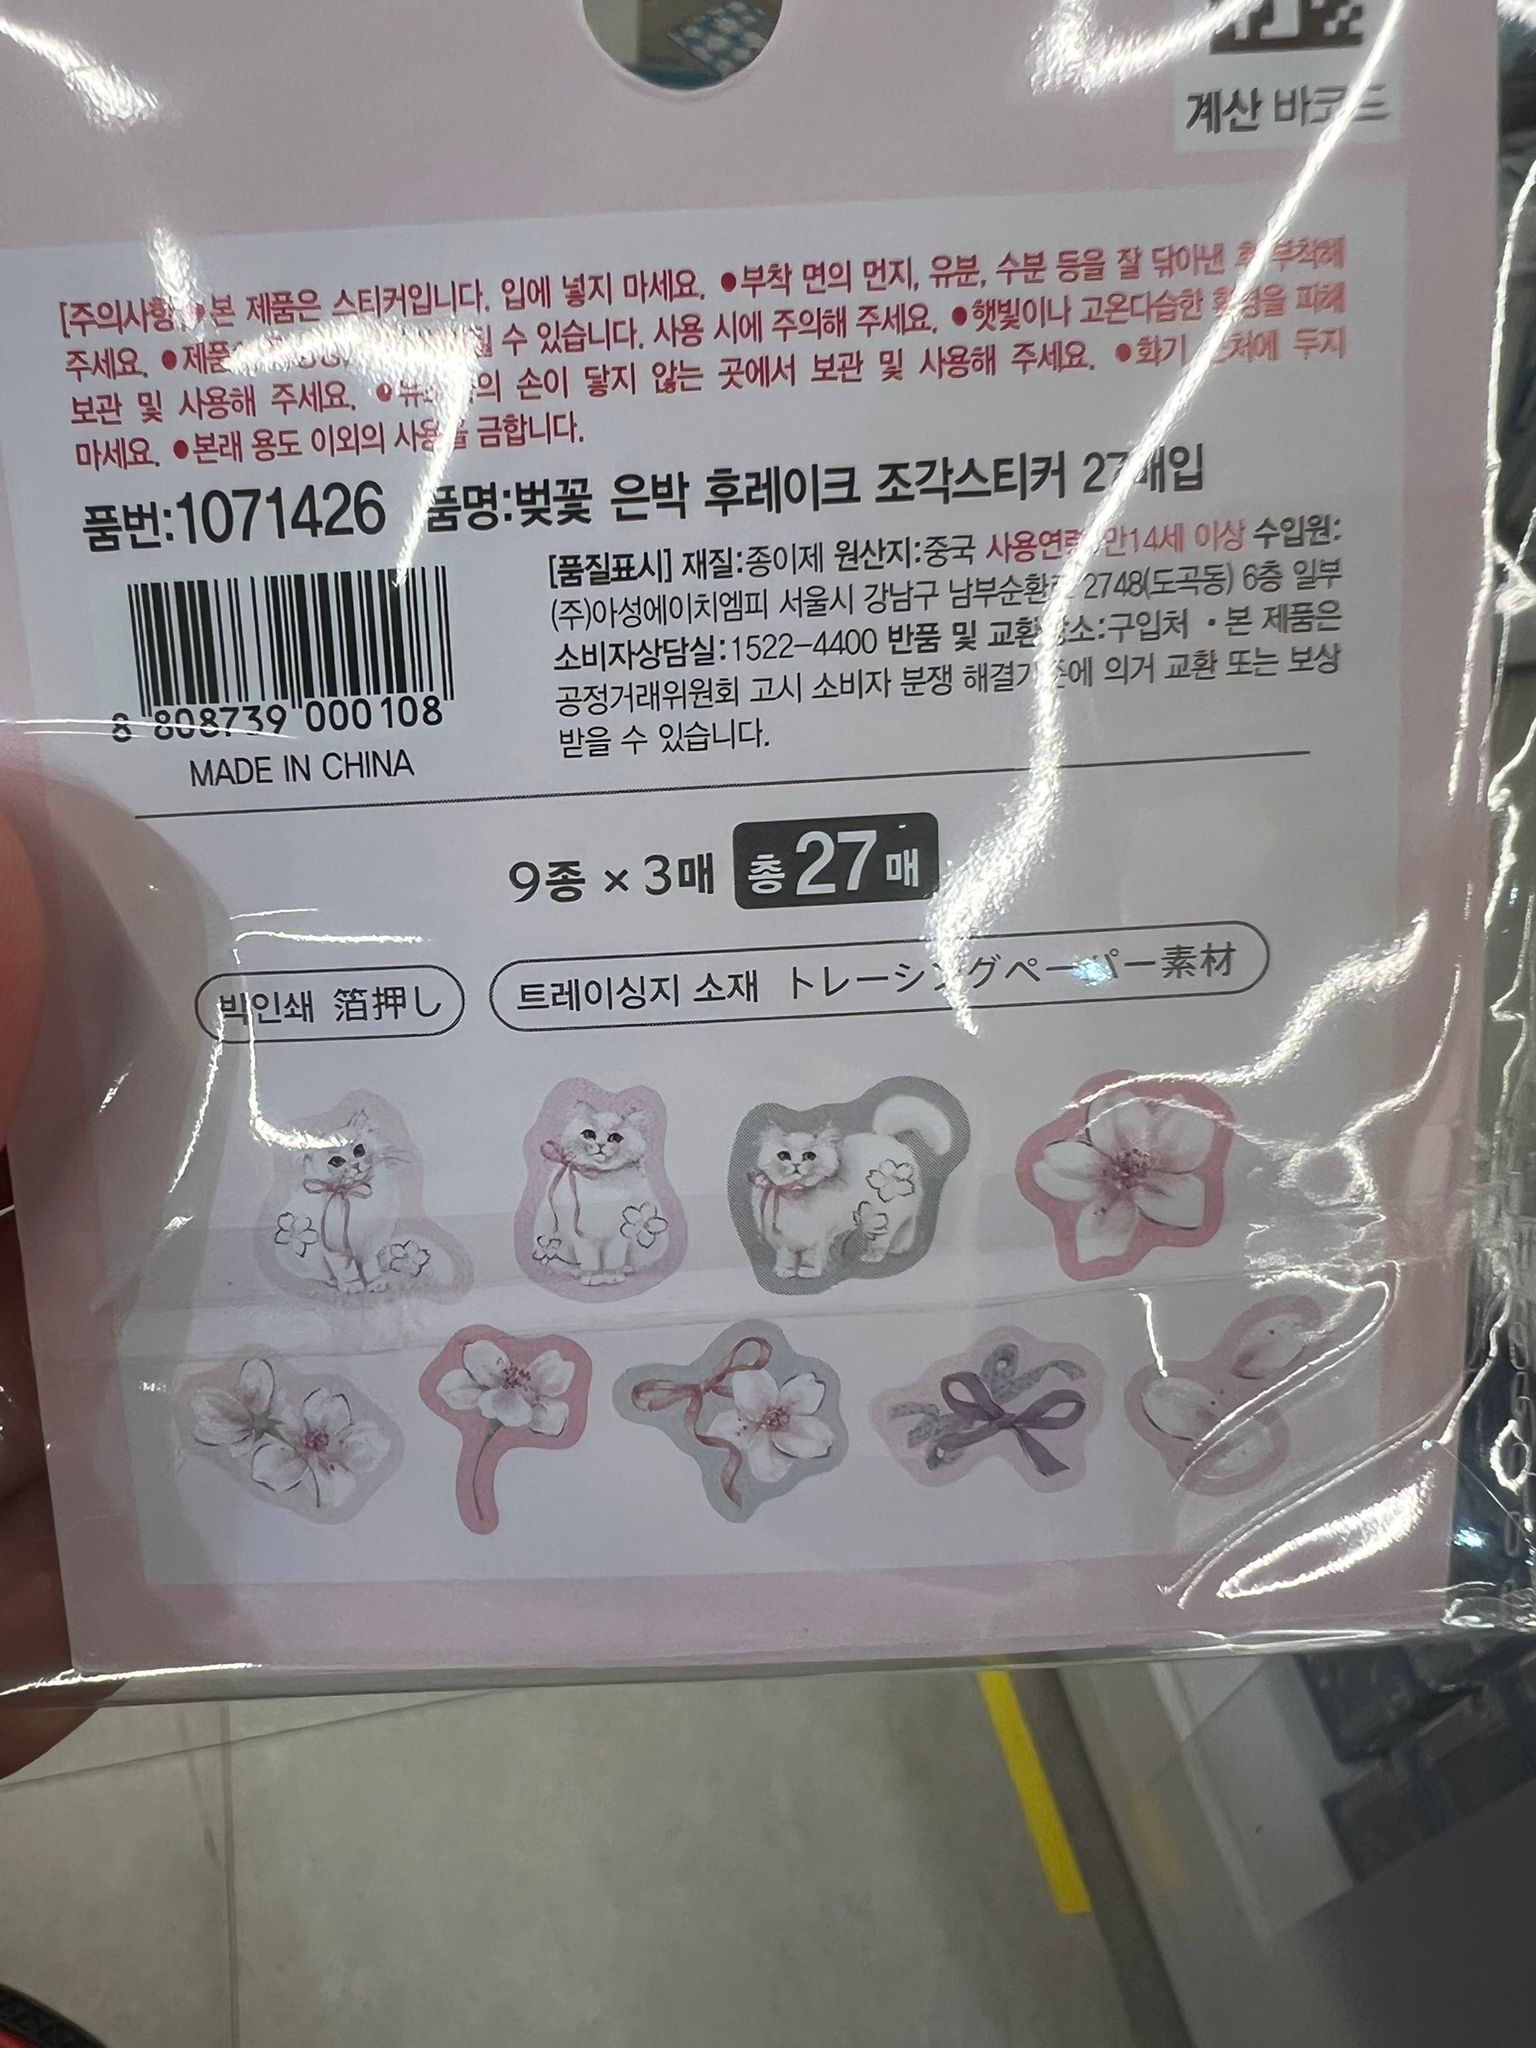 계산 바코드
[주의사항] ●본 제품은 스티커입니다. 입에 넣지 마세요. ●부착 면의 먼지, 유분, 수분 등을 잘 닦아낸 후 부착해
주세요. ●제품 수 있습니다. 사용 시에 주의해 주세요. ●햇빛이나 고온다습한 환경을 피해
보관 및 사용해 주세요. 손이 닿지 않는 곳에서 보관 및 사용해 주세요. ●화기 근처에 두지
마세요. ●본래 용도 이외의 사용을 금합니다.
품번:1071426 품명:벚꽃 은박 후레이크 조각스티커 27매입
[품질표시] 재질:종이제 원산지:중국 사용연령:만14세 이상 수입원:
(주)아성에이치엠피 서울시 강남구 남부순환로 2748(도곡동) 6층 일부
소비자상담실:1522-4400 반품 및 교환장소:구입처 • 본 제품은
공정거래위원회 고시 소비자 분쟁 해결기준에 의거 교환 또는 보상
받을 수 있습니다.
8 808739 000108
MADE IN CHINA
9종 × 3매 총 27 매
박인쇄 箔押し
트레이싱지 소재 トレーシングペーパー素材